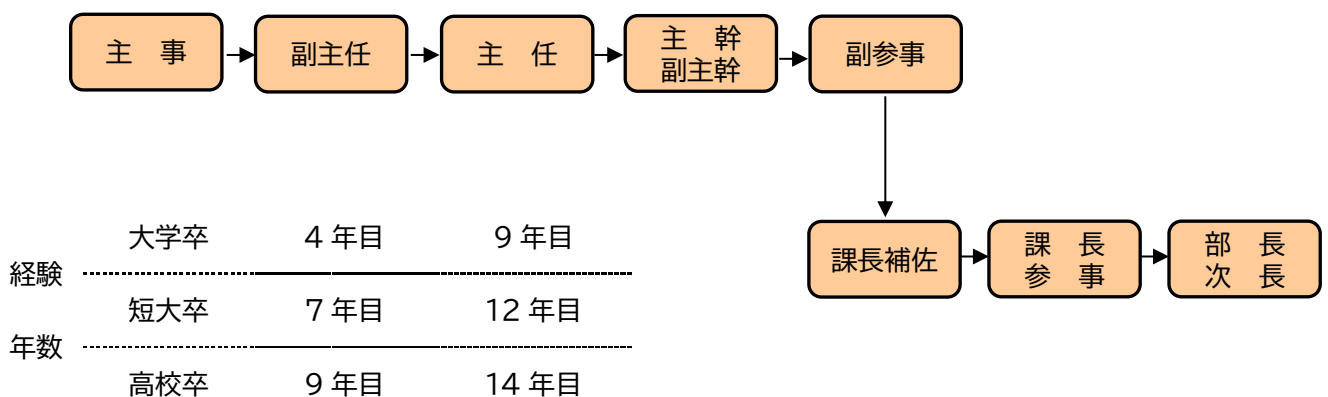 主　事
副主任
主　任
主　幹
副主幹
副参事
課長補佐
課　長
参　事
部　長
次　長
経験
年数
大学卒 4 年目 9 年目
短大卒 7 年目 12 年目
高校卒 9 年目 14 年目